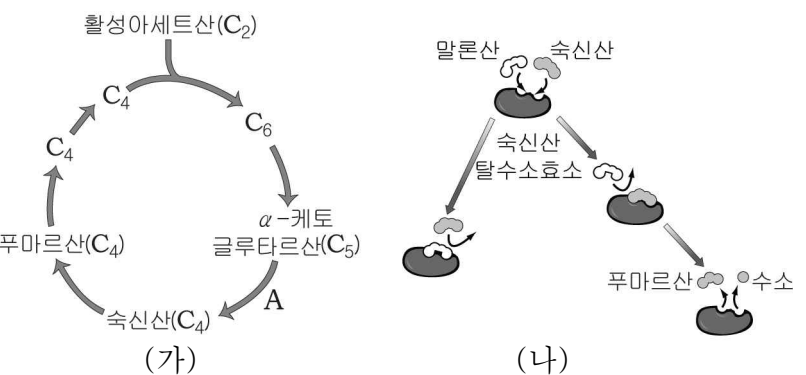 활성아세트산(C₂)
C₄
C₆
C₄
α-케토
글루타르산(C₅)
푸마르산(C₄)
A
숙신산(C₄)
(가)
말론산
숙신산
숙신산
탈수소효소
푸마르산
수소
(나)